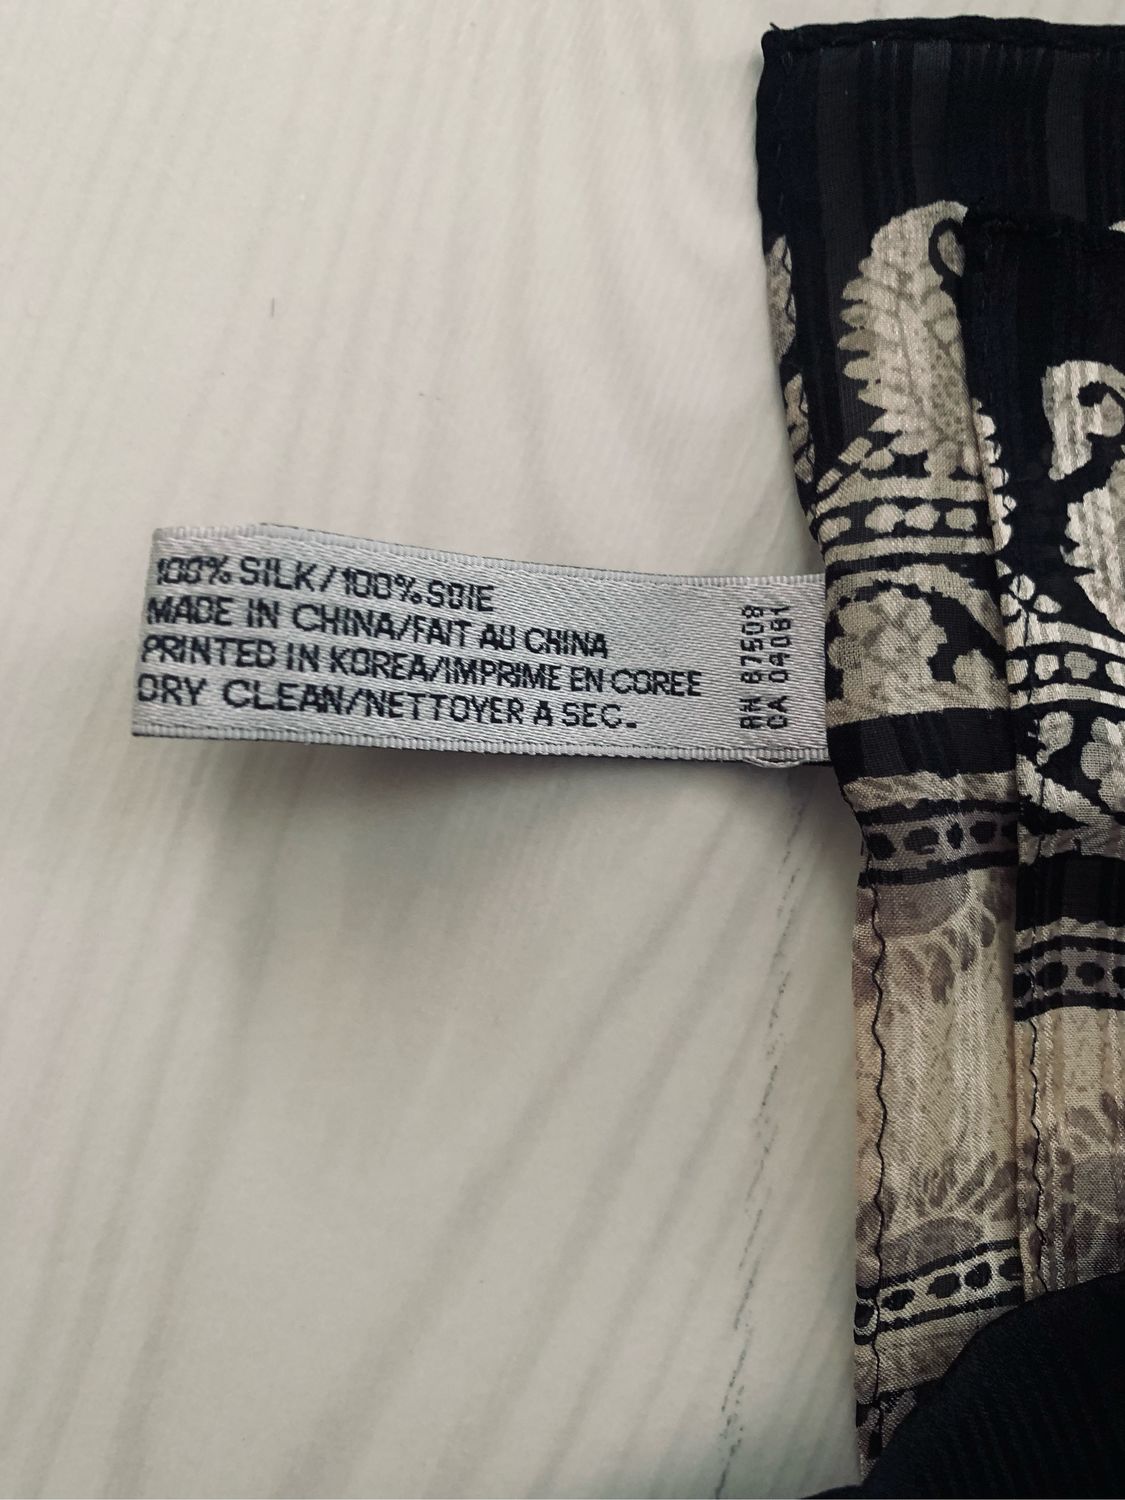 100% SILK/100% SOIE
MADE IN CHINA/FAIT AU CHINA
PRINTED IN KOREA/IMPRIME EN COREE
DRY CLEAN/NETTOYER A SEC.
RN 87508
CA 04081